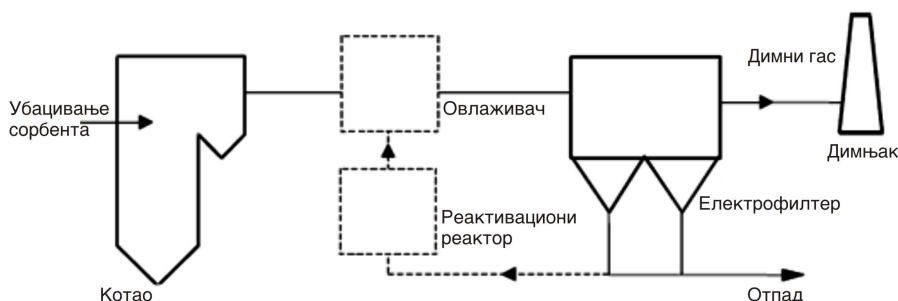 Убацивање
сорбента
Котао
Овлаживач
Реактивациони
реактор
Електрофилтер
Отпад
Димни гас
Димњак